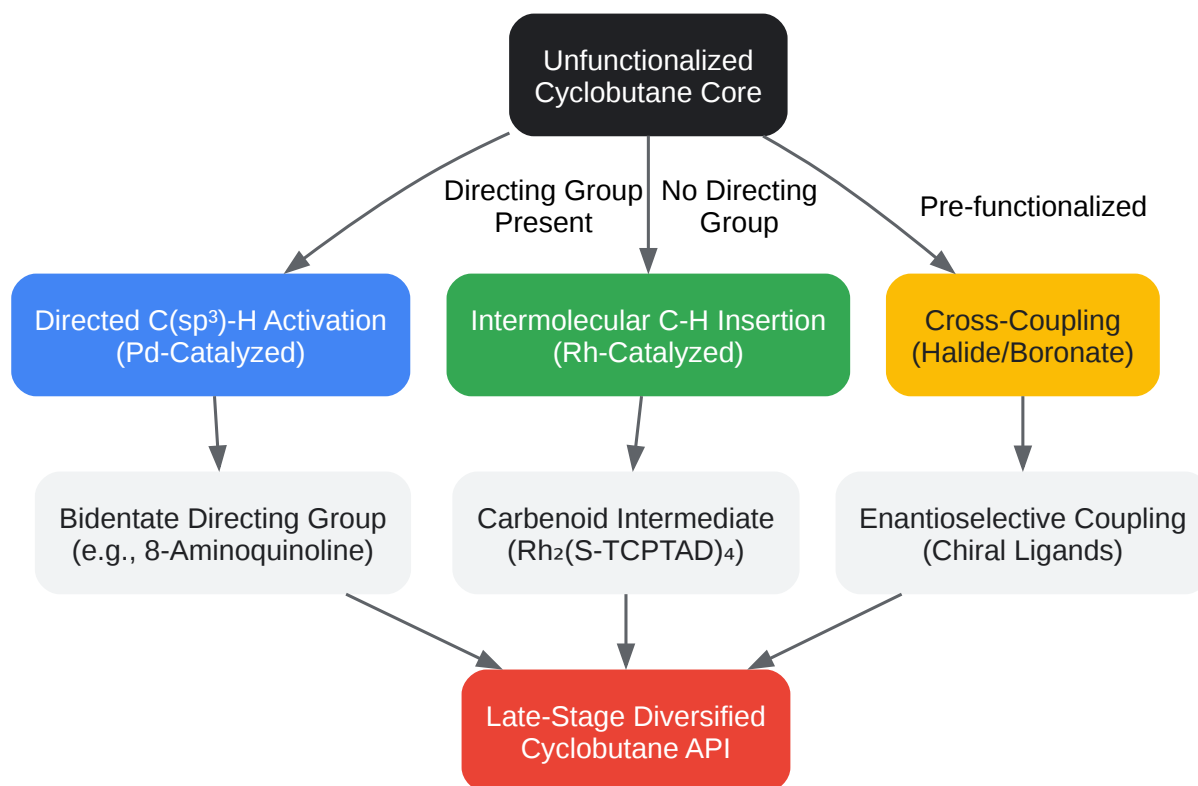 Unfunctionalized
Cyclobutane Core
Directing Group
Present
No Directing
Group
Pre-functionalized
Directed C(sp³)-H Activation
(Pd-Catalyzed)
Intermolecular C-H Insertion
(Rh-Catalyzed)
Cross-Coupling
(Halide/Boronate)
Bidentate Directing Group
(e.g., 8-Aminoquinoline)
Carbenoid Intermediate
(Rh₂(S-TCPTAD)₄)
Enantioselective Coupling
(Chiral Ligands)
Late-Stage Diversified
Cyclobutane API